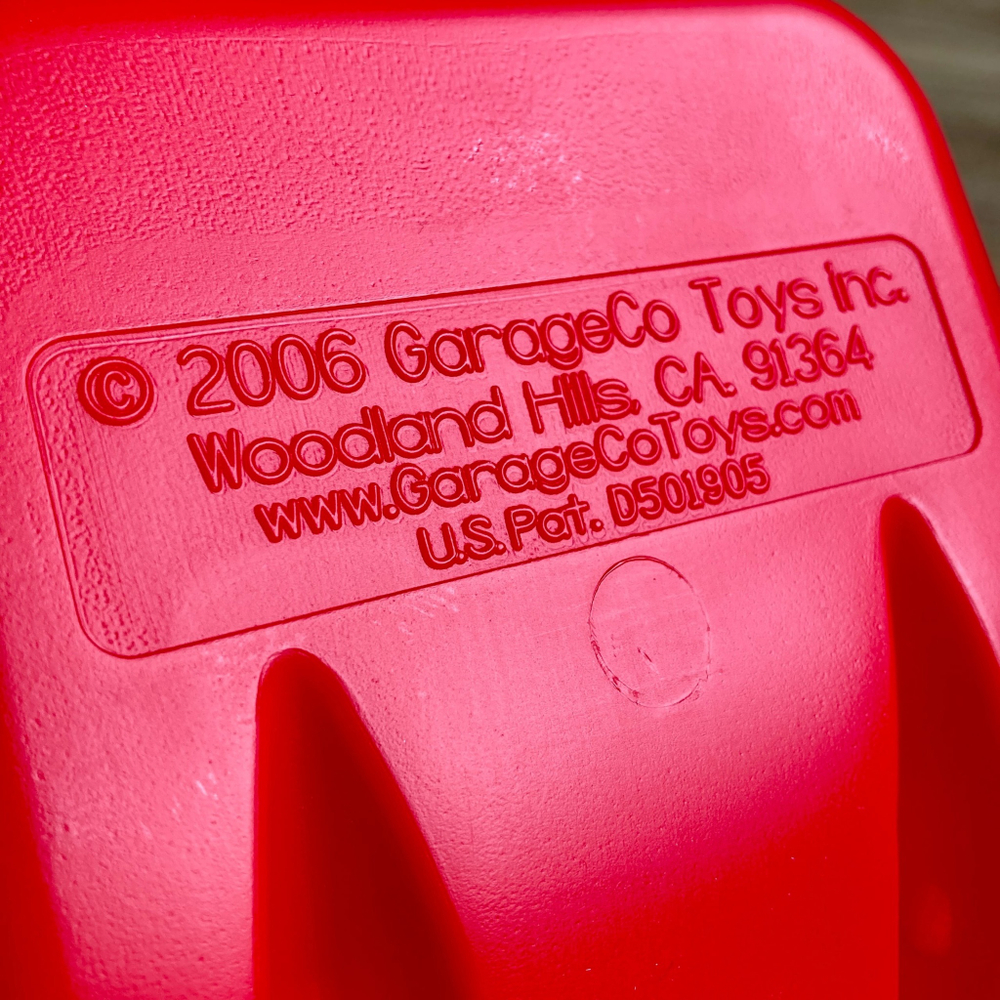 © 2006 GarageCo Toys Inc.
Woodland Hills, CA. 91364
www.GarageCoToys.com
U.S. Pat. D501905